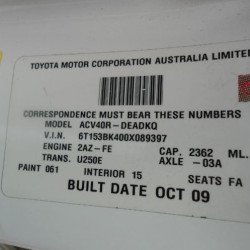 TOYOTA MOTOR CORPORATION AUSTRALIA LIMITE
CORRESPONDENCE MUST BEAR THESE NUMBERS
MODEL ACV40R-DEADKQ
V.I.N. 6T153BK400X089397
ENGINE 2AZ-FE CAP. 2362 ML.
TRANS. U250E AXLE -03A
PAINT 061 INTERIOR 15 SEATS FA
BUILT DATE OCT 09